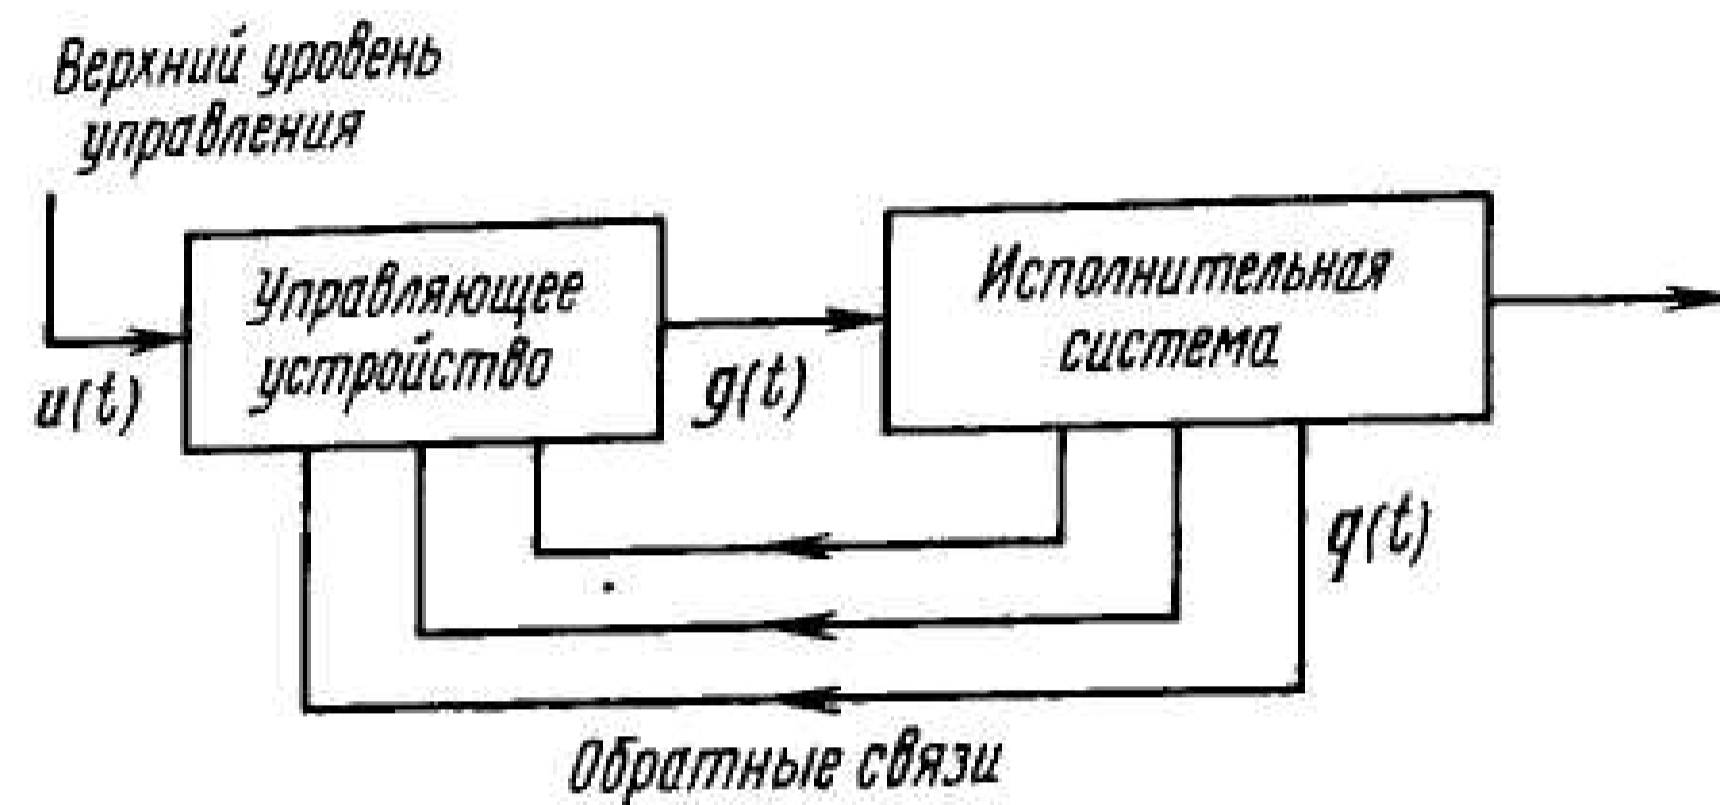 Верхний уровень
управления
Управляющее
устройство
Исполнительная
система
u(t)
g(t)
q(t)
Обратные связи